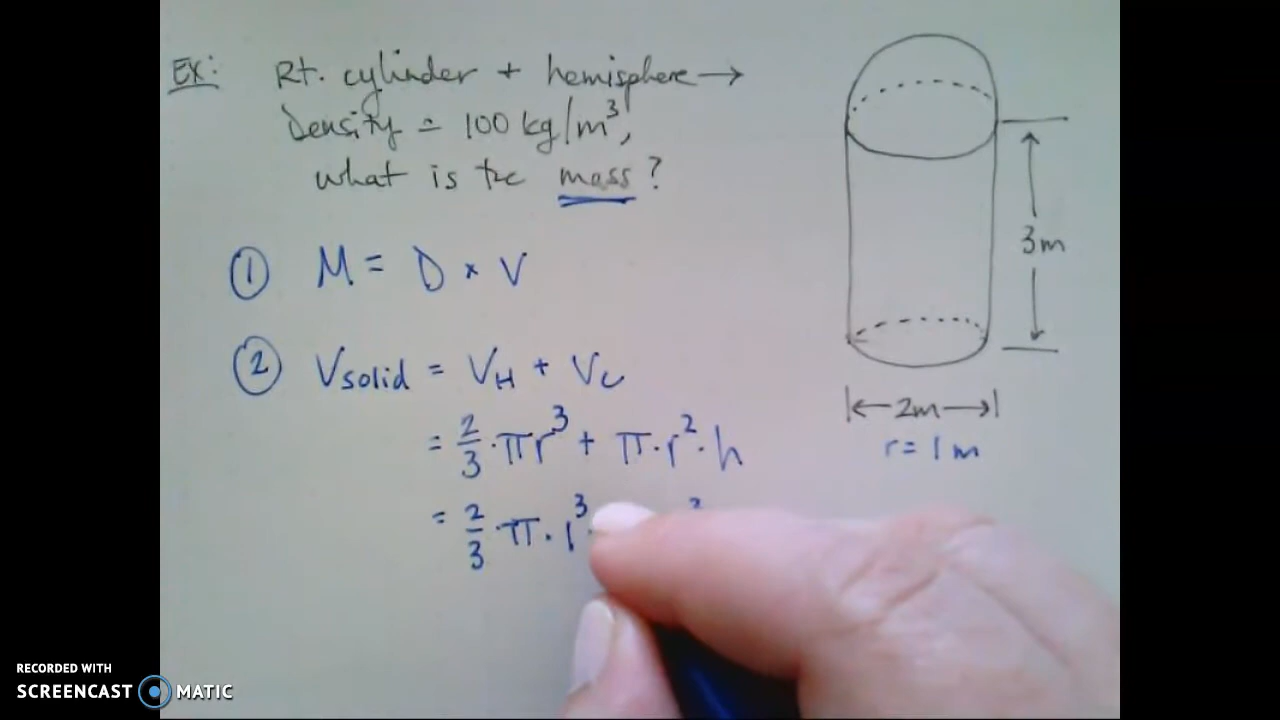 Ex: Rt. cylinder + hemisphere →
Density = 100 kg/m³,
what is the mass?
① M = D × V
② Vsolid = VH + VC
= 2/3 · πr³ + π · r² · h
= 2/3 · π · 1³
3m
|←2m→|
r = 1m
RECORDED WITH
SCREENCAST MATIC